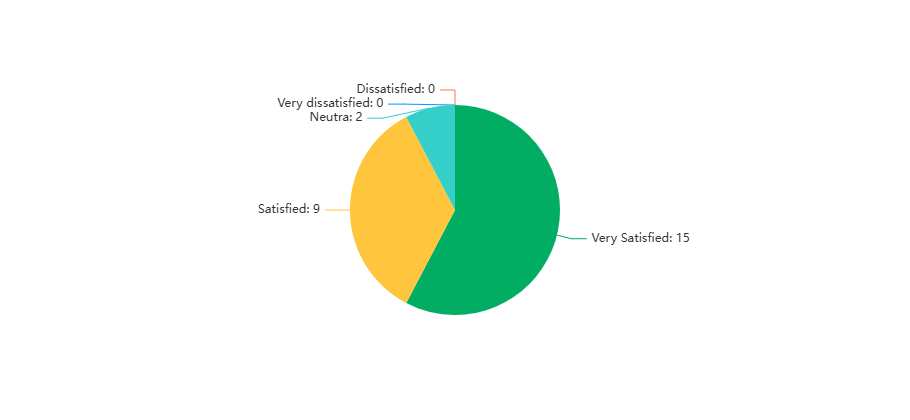 Dissatisfied: 0
Very dissatisfied: 0
Neutra: 2
Satisfied: 9
Very Satisfied: 15